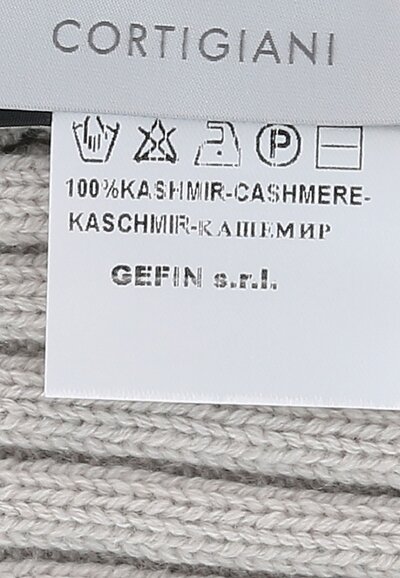 CORTIGIANI
P
100%KASHMIR-CASHMERE-
KASCHMIR-КАШЕМИР
GEFIN s.r.l.